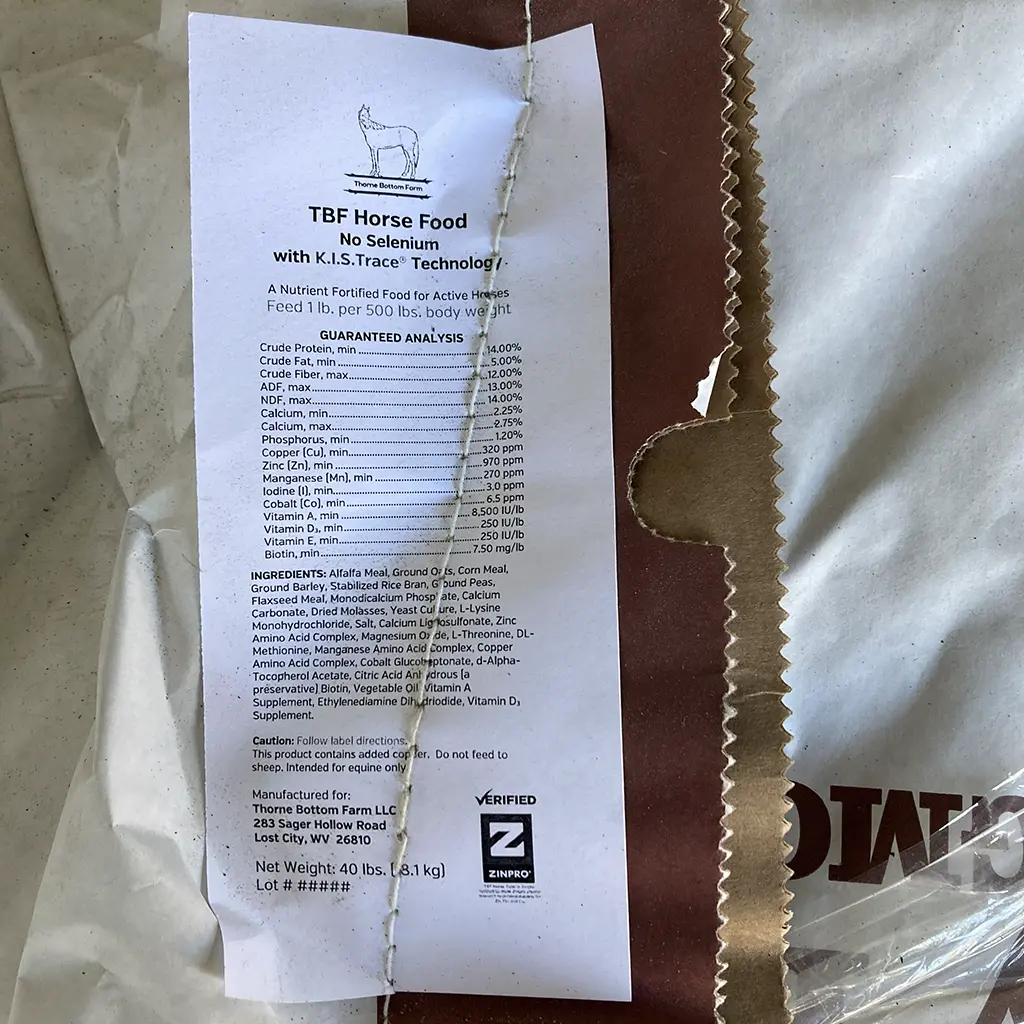 Thorne Bottom Farm
TBF Horse Food
No Selenium
with K.I.S.Trace® Technology
A Nutrient Fortified Food for Active Horses
Feed 1 lb. per 500 lbs. body weight
GUARANTEED ANALYSIS
Crude Protein, min 14.00%
Crude Fat, min 5.00%
Crude Fiber, max 12.00%
ADF, max 13.00%
NDF, max 14.00%
Calcium, min 2.25%
Calcium, max 2.75%
Phosphorus, min 1.20%
Copper (Cu), min 320 ppm
Zinc (Zn), min 970 ppm
Manganese (Mn), min 270 ppm
Iodine (I), min 3.0 ppm
Cobalt (Co), min 6.5 ppm
Vitamin A, min 8,500 IU/lb
Vitamin D₃, min 250 IU/lb
Vitamin E, min 250 IU/lb
Biotin, min 7.50 mg/lb
INGREDIENTS: Alfalfa Meal, Ground Oats, Corn Meal,
Ground Barley, Stabilized Rice Bran, Ground Peas,
Flaxseed Meal, Monodicalcium Phosphate, Calcium
Carbonate, Dried Molasses, Yeast Culture, L-Lysine
Monohydrochloride, Salt, Calcium Lignosulfonate, Zinc
Amino Acid Complex, Magnesium Oxide, L-Threonine, DL-
Methionine, Manganese Amino Acid Complex, Copper
Amino Acid Complex, Cobalt Glucoheptonate, d-Alpha-
Tocopherol Acetate, Citric Acid Anhydrous (a
preservative) Biotin, Vegetable Oil, Vitamin A
Supplement, Ethylenediamine Dihydriodide, Vitamin D₃
Supplement.
Caution: Follow label directions.
This product contains added copper. Do not feed to
sheep. Intended for equine only.
Manufactured for:
Thorne Bottom Farm LLC
283 Sager Hollow Road
Lost City, WV 26810
Net Weight: 40 lbs. (18.1 kg)
Lot # #####
VERIFIED
Z
ZINPRO®